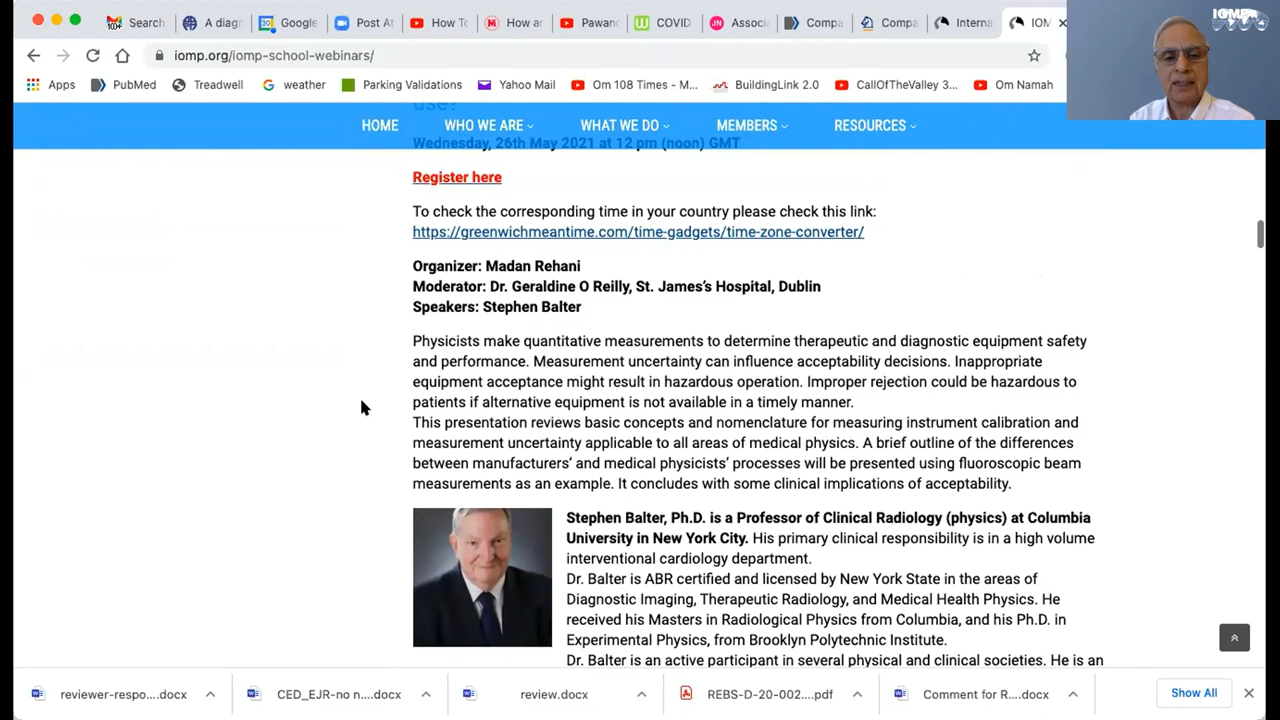 100+
Search
A diagr
Google
Post At
How To
How ar
Pawan
COVID
Associ
Compa
Compa
Interna
IOM
IOMP
iomp.org/iomp-school-webinars/
Apps
PubMed
Treadwell
weather
Parking Validations
Yahoo Mail
Om 108 Times - M...
BuildingLink 2.0
CallOfTheValley 3...
Om Namah
use?
HOME WHO WE ARE WHAT WE DO MEMBERS RESOURCES
Wednesday, 26th May 2021 at 12 pm (noon) GMT
Register here
To check the corresponding time in your country please check this link:
https://greenwichmeantime.com/time-gadgets/time-zone-converter/
Organizer: Madan Rehani
Moderator: Dr. Geraldine O Reilly, St. James's Hospital, Dublin
Speakers: Stephen Balter
Physicists make quantitative measurements to determine therapeutic and diagnostic equipment safety
and performance. Measurement uncertainty can influence acceptability decisions. Inappropriate
equipment acceptance might result in hazardous operation. Improper rejection could be hazardous to
patients if alternative equipment is not available in a timely manner.
This presentation reviews basic concepts and nomenclature for measuring instrument calibration and
measurement uncertainty applicable to all areas of medical physics. A brief outline of the differences
between manufacturers' and medical physicists' processes will be presented using fluoroscopic beam
measurements as an example. It concludes with some clinical implications of acceptability.
Stephen Balter, Ph.D. is a Professor of Clinical Radiology (physics) at Columbia
University in New York City. His primary clinical responsibility is in a high volume
interventional cardiology department.
Dr. Balter is ABR certified and licensed by New York State in the areas of
Diagnostic Imaging, Therapeutic Radiology, and Medical Health Physics. He
received his Masters in Radiological Physics from Columbia, and his Ph.D. in
Experimental Physics, from Brooklyn Polytechnic Institute.
Dr. Balter is an active participant in several physical and clinical societies. He is an
reviewer-respo....docx
CED_EJR-no n....docx
review.docx
REBS-D-20-002....pdf
Comment for R....docx
Show All